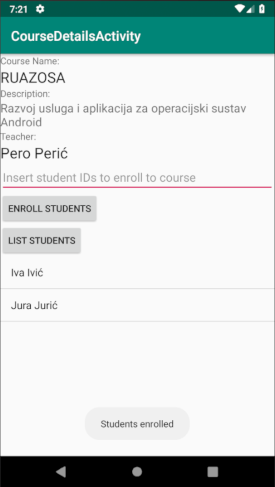 7:21
CourseDetailsActivity
Course Name:
RUAZOSA
Description:
Razvoj usluga i aplikacija za operacijski sustav
Android
Teacher:
Pero Perić
Insert student IDs to enroll to course
ENROLL STUDENTS
LIST STUDENTS
Iva Ivić
Jura Jurić
Students enrolled